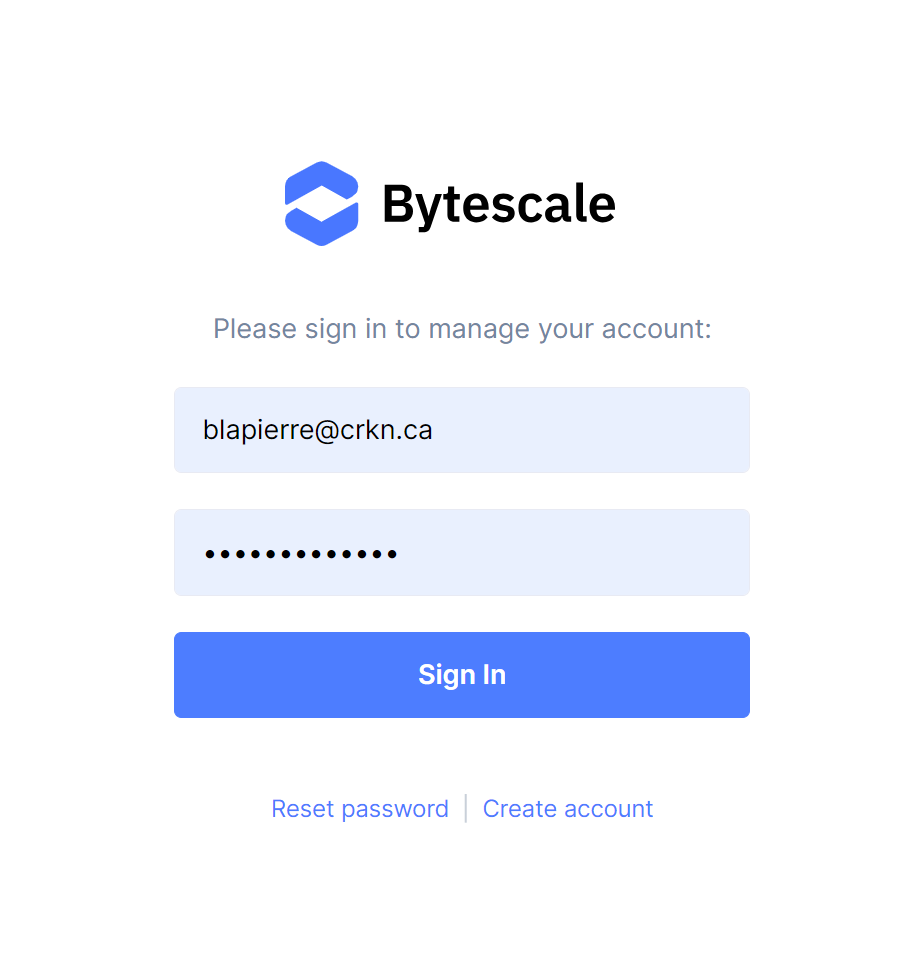 Bytescale
Please sign in to manage your account:
blapierre@crkn.ca
•••••••••••••
Sign In
Reset password | Create account